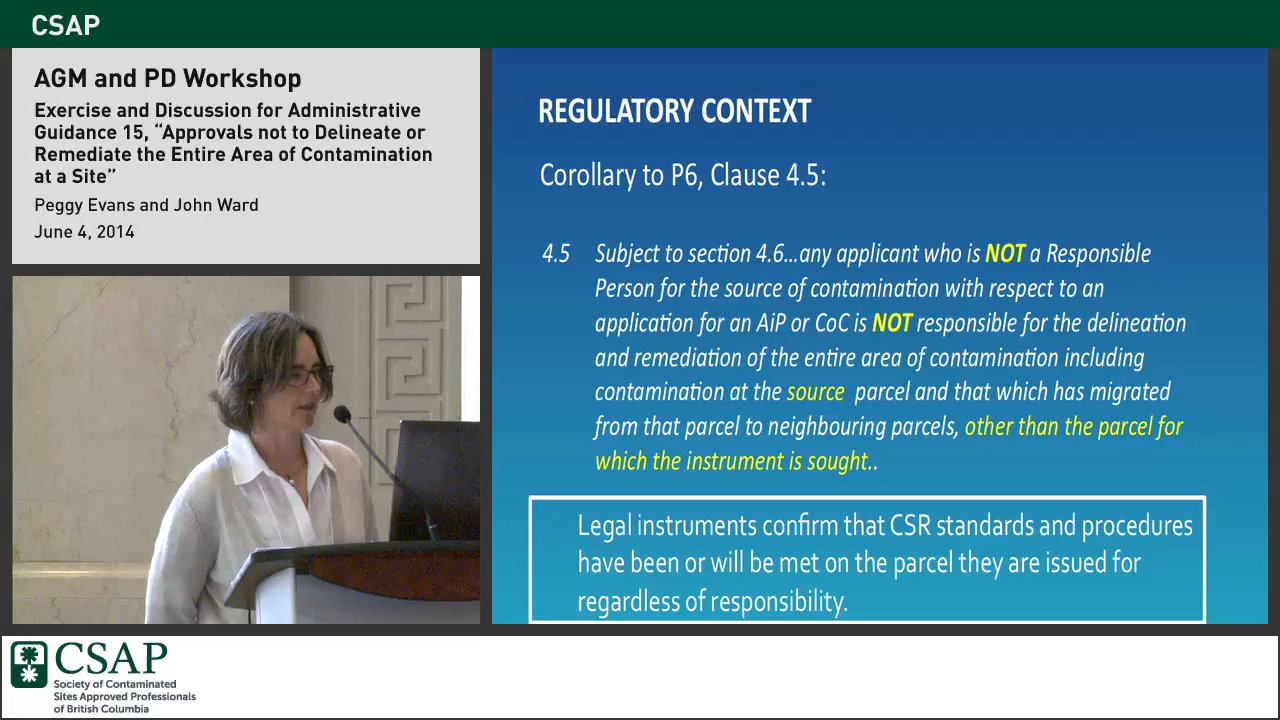 CSAP
AGM and PD Workshop
Exercise and Discussion for Administrative
Guidance 15, “Approvals not to Delineate or
Remediate the Entire Area of Contamination
at a Site”
Peggy Evans and John Ward
June 4, 2014
REGULATORY CONTEXT
Corollary to P6, Clause 4.5:
4.5 Subject to section 4.6...any applicant who is NOT a Responsible
Person for the source of contamination with respect to an
application for an AiP or CoC is NOT responsible for the delineation
and remediation of the entire area of contamination including
contamination at the source parcel and that which has migrated
from that parcel to neighbouring parcels, other than the parcel for
which the instrument is sought..
Legal instruments confirm that CSR standards and procedures
have been or will be met on the parcel they are issued for
regardless of responsibility.
CSAP
Society of Contaminated
Sites Approved Professionals
of British Columbia